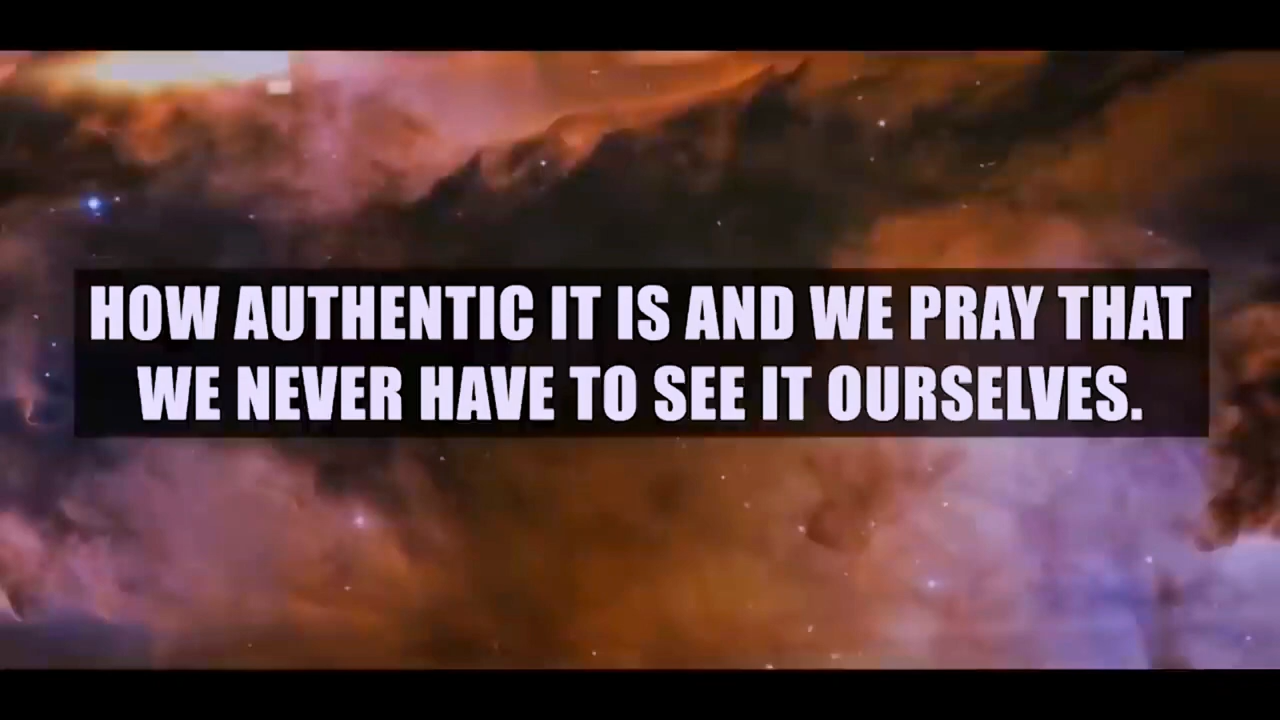 HOW AUTHENTIC IT IS AND WE PRAY THAT
WE NEVER HAVE TO SEE IT OURSELVES.